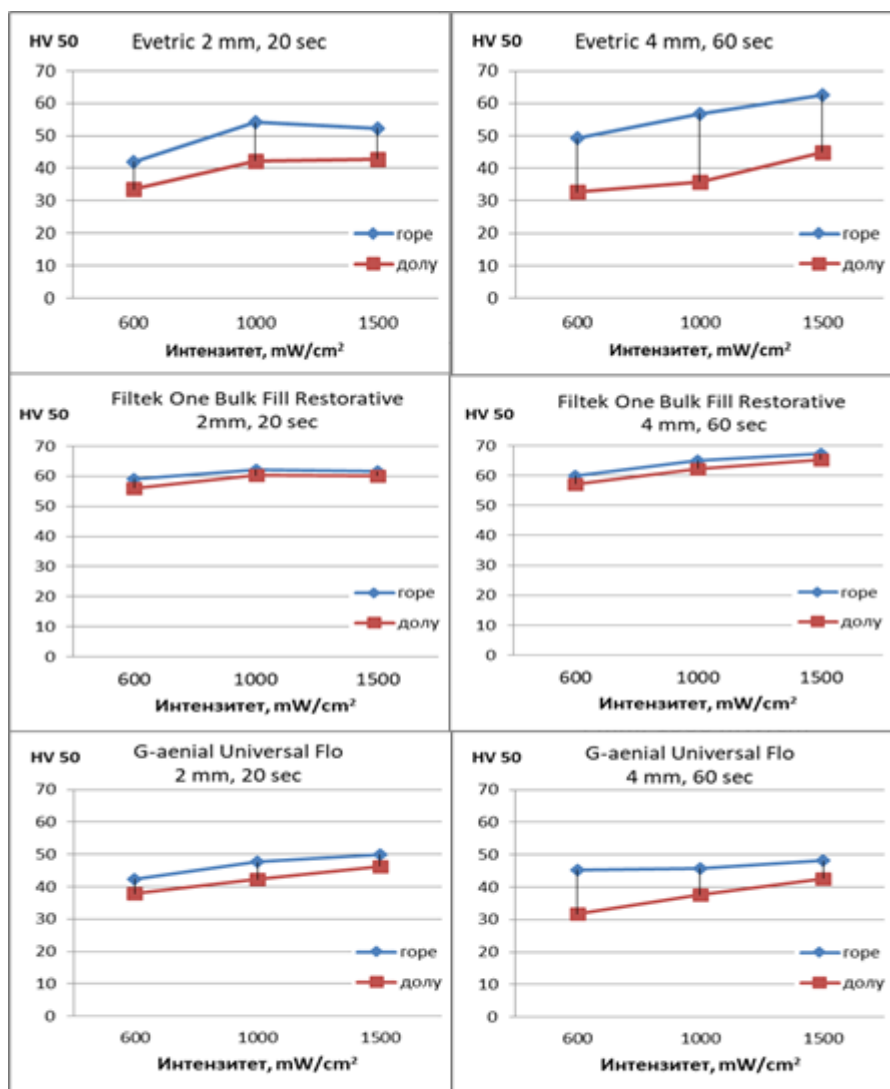 HV 50
Evetric 2 mm, 20 sec
70
60
50
40
30
20
10
0
горе
долу
600 1000 1500
Интензитет, mW/cm²
HV 50
Evetric 4 mm, 60 sec
70
60
50
40
30
20
10
0
горе
долу
600 1000 1500
Интензитет, mW/cm²
HV 50
Filtek One Bulk Fill Restorative
2mm, 20 sec
70
60
50
40
30
20
10
0
горе
долу
600 1000 1500
Интензитет, mW/cm²
HV 50
Filtek One Bulk Fill Restorative
4 mm, 60 sec
70
60
50
40
30
20
10
0
горе
долу
600 1000 1500
Интензитет, mW/cm²
HV 50
G-aenial Universal Flo
2 mm, 20 sec
70
60
50
40
30
20
10
0
горе
долу
600 1000 1500
Интензитет, mW/cm²
HV 50
G-aenial Universal Flo
4 mm, 60 sec
70
60
50
40
30
20
10
0
горе
долу
600 1000 1500
Интензитет, mW/cm²